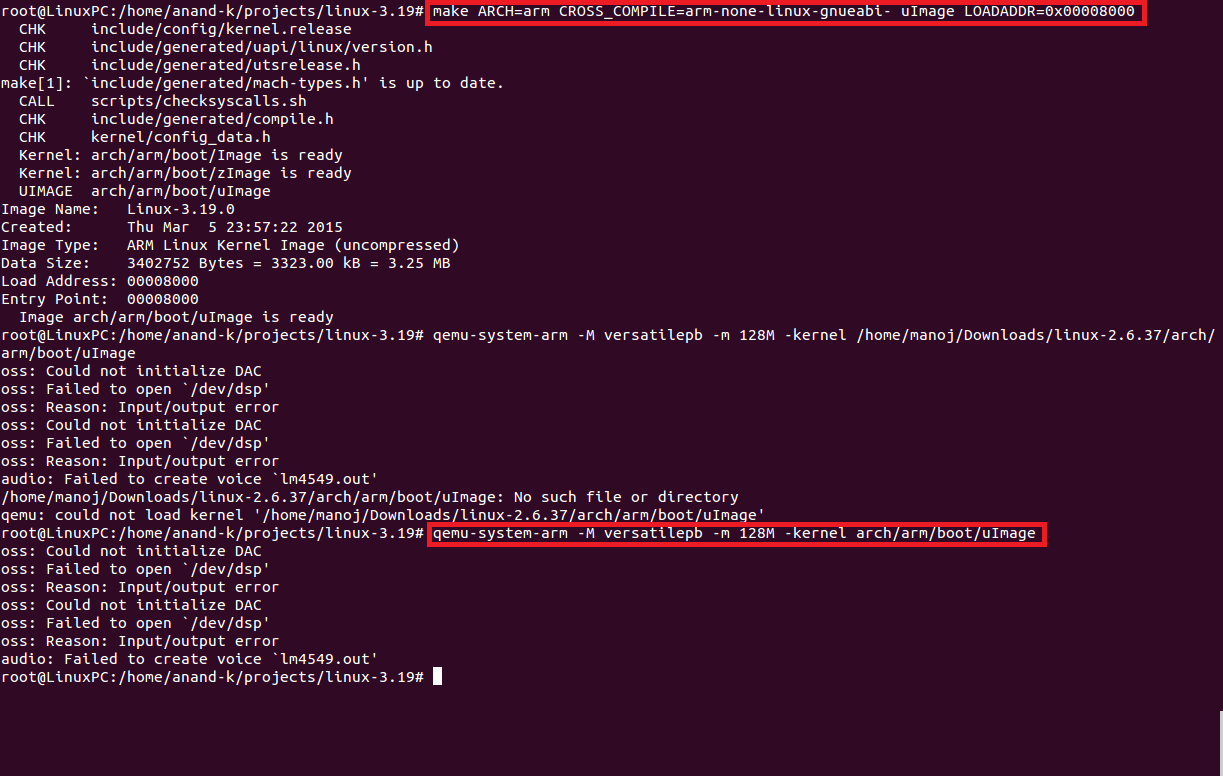 root@LinuxPC:/home/anand-k/projects/linux-3.19# make ARCH=arm CROSS_COMPILE=arm-none-linux-gnueabi- uImage LOADADDR=0x00008000
  CHK     include/config/kernel.release
  CHK     include/generated/uapi/linux/version.h
  CHK     include/generated/utsrelease.h
make[1]: `include/generated/mach-types.h' is up to date.
  CALL    scripts/checksyscalls.sh
  CHK     include/generated/compile.h
  CHK     kernel/config_data.h
  Kernel: arch/arm/boot/Image is ready
  Kernel: arch/arm/boot/zImage is ready
  UIMAGE  arch/arm/boot/uImage
Image Name:   Linux-3.19.0
Created:      Thu Mar  5 23:57:22 2015
Image Type:   ARM Linux Kernel Image (uncompressed)
Data Size:    3402752 Bytes = 3323.00 kB = 3.25 MB
Load Address: 00008000
Entry Point:  00008000
  Image arch/arm/boot/uImage is ready
root@LinuxPC:/home/anand-k/projects/linux-3.19# qemu-system-arm -M versatilepb -m 128M -kernel /home/manoj/Downloads/linux-2.6.37/arch/
arm/boot/uImage
oss: Could not initialize DAC
oss: Failed to open `/dev/dsp'
oss: Reason: Input/output error
oss: Could not initialize DAC
oss: Failed to open `/dev/dsp'
oss: Reason: Input/output error
audio: Failed to create voice `lm4549.out'
/home/manoj/Downloads/linux-2.6.37/arch/arm/boot/uImage: No such file or directory
qemu: could not load kernel '/home/manoj/Downloads/linux-2.6.37/arch/arm/boot/uImage'
root@LinuxPC:/home/anand-k/projects/linux-3.19# qemu-system-arm -M versatilepb -m 128M -kernel arch/arm/boot/uImage
oss: Could not initialize DAC
oss: Failed to open `/dev/dsp'
oss: Reason: Input/output error
oss: Could not initialize DAC
oss: Failed to open `/dev/dsp'
oss: Reason: Input/output error
audio: Failed to create voice `lm4549.out'
root@LinuxPC:/home/anand-k/projects/linux-3.19#